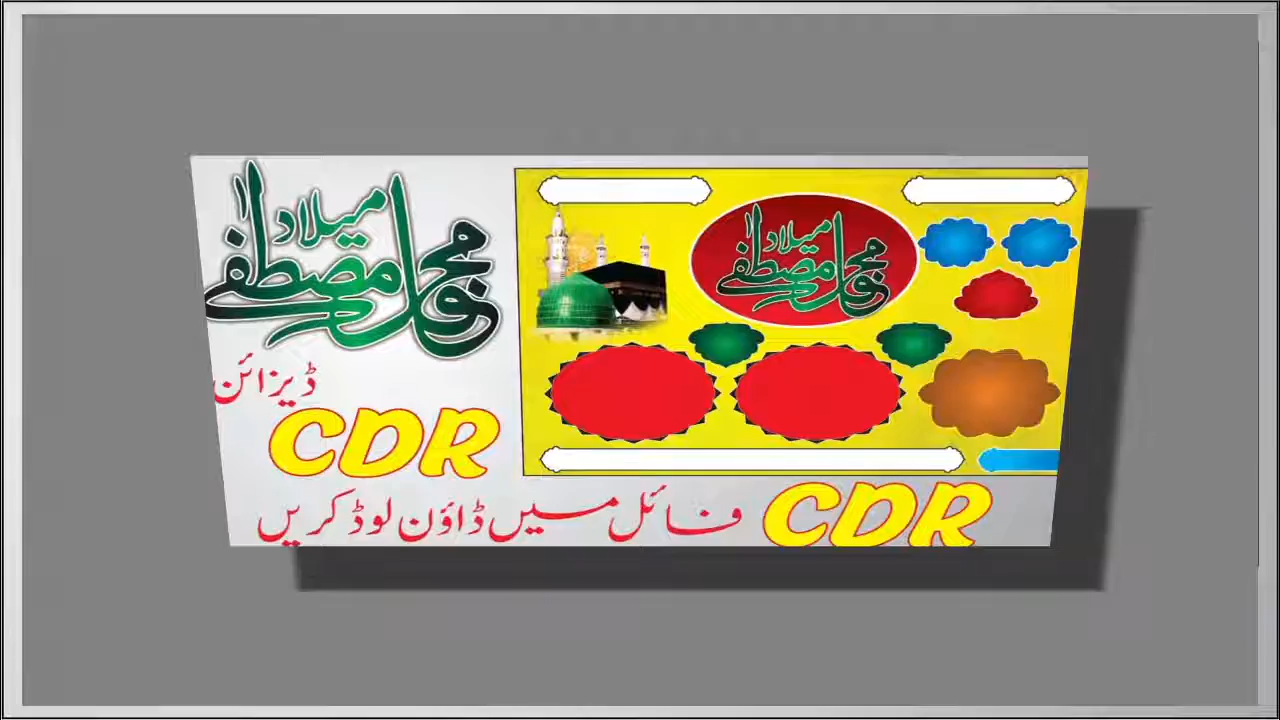 میلاد
محمد مصطفیٰ
میلاد
محمد مصطفیٰ
ڈیزائن
CDR
CDR فائل میں ڈاؤن لوڈ کریں